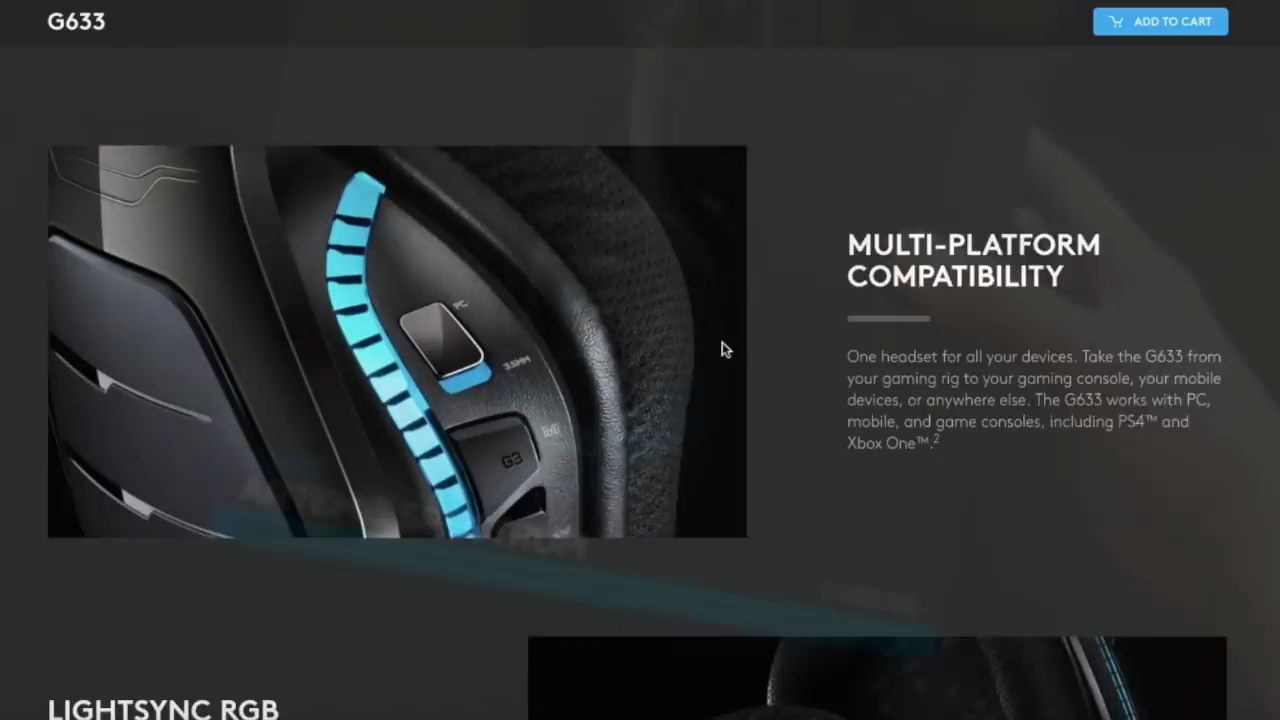 G633
ADD TO CART
PC
3.5MM
G3
MULTI-PLATFORM
COMPATIBILITY
One headset for all your devices. Take the G633 from
your gaming rig to your gaming console, your mobile
devices, or anywhere else. The G633 works with PC,
mobile, and game consoles, including PS4™ and
Xbox One™.2
LIGHTSYNC RGB